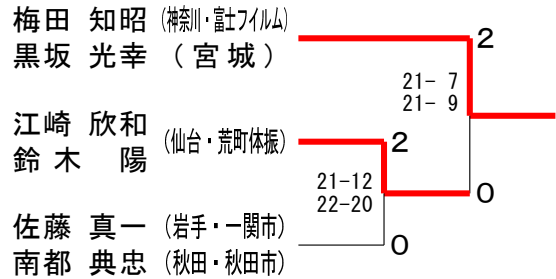 梅田 知昭 (神奈川・富士フイルム)
黒坂 光幸 (宮城)
2
21- 7
21- 9
江崎 欣和
鈴木 陽
(仙台・荒町体振)
2
21-12
22-20
0
佐藤 真一 (岩手・一関市)
南都 典忠 (秋田・秋田市)
0